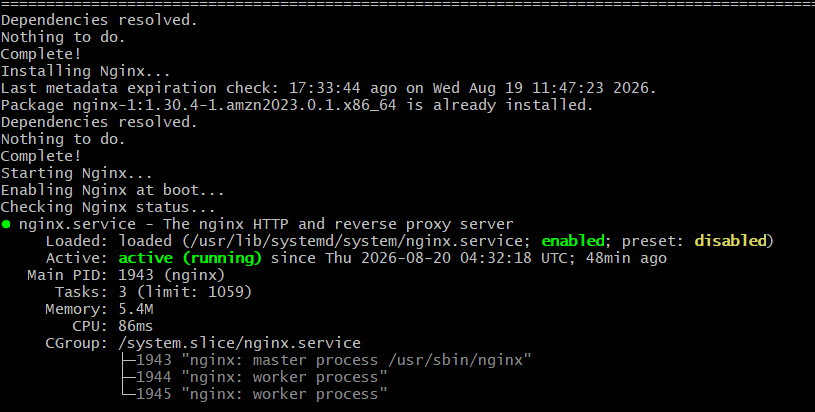 ================================================================================================
Dependencies resolved.
Nothing to do.
Complete!
Installing Nginx...
Last metadata expiration check: 17:33:44 ago on Wed Aug 19 11:47:23 2026.
Package nginx-1:1.30.4-1.amzn2023.0.1.x86_64 is already installed.
Dependencies resolved.
Nothing to do.
Complete!
Starting Nginx...
Enabling Nginx at boot...
Checking Nginx status...
● nginx.service - The nginx HTTP and reverse proxy server
     Loaded: loaded (/usr/lib/systemd/system/nginx.service; enabled; preset: disabled)
     Active: active (running) since Thu 2026-08-20 04:32:18 UTC; 48min ago
   Main PID: 1943 (nginx)
      Tasks: 3 (limit: 1059)
     Memory: 5.4M
        CPU: 86ms
     CGroup: /system.slice/nginx.service
             ├─1943 "nginx: master process /usr/sbin/nginx"
             ├─1944 "nginx: worker process"
             └─1945 "nginx: worker process"